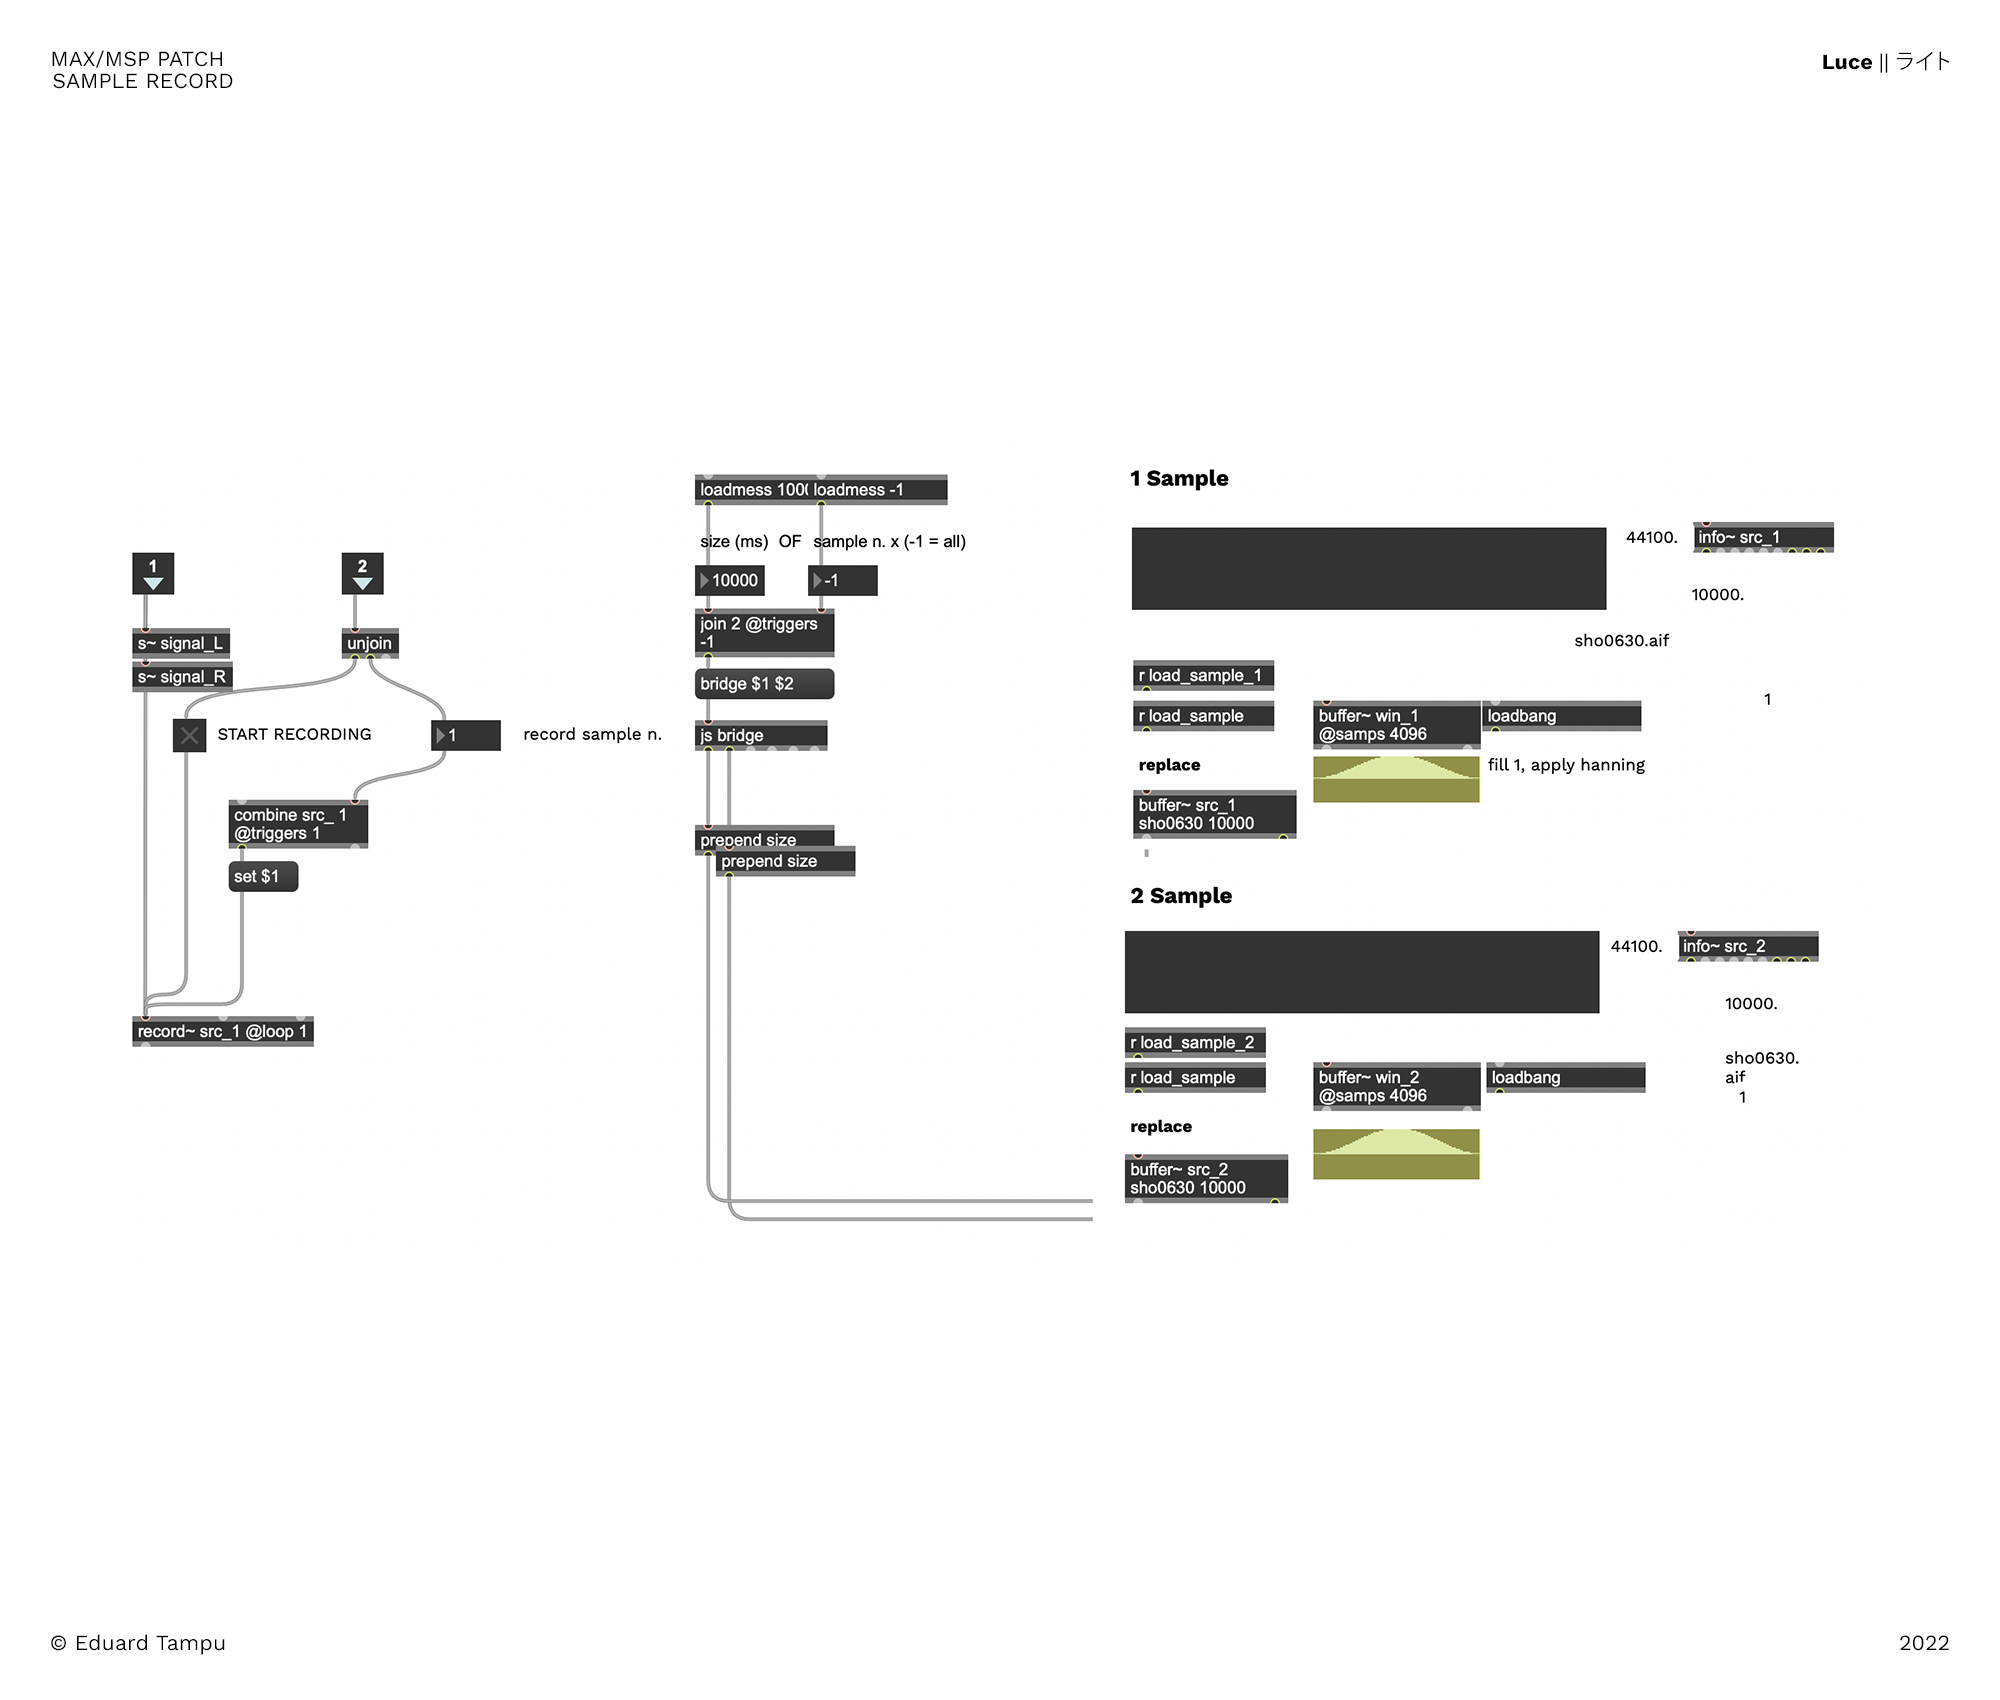 MAX/MSP PATCH
SAMPLE RECORD
Luce || ライト
1
2
s~ signal_L
s~ signal_R
unjoin
START RECORDING
1
record sample n.
combine src_ 1
@triggers 1
set $1
record~ src_1 @loop 1
loadmess 100
loadmess -1
size (ms) OF sample n. x (-1 = all)
10000
-1
join 2 @triggers
-1
bridge $1 $2
js bridge
prepend size
prepend size
1 Sample
44100.
info~ src_1
10000.
sho0630.aif
r load_sample_1
1
r load_sample
buffer~ win_1
@samps 4096
loadbang
replace
fill 1, apply hanning
buffer~ src_1
sho0630 10000
2 Sample
44100.
info~ src_2
10000.
r load_sample_2
sho0630.
aif
1
r load_sample
buffer~ win_2
@samps 4096
loadbang
replace
buffer~ src_2
sho0630 10000
© Eduard Tampu
2022